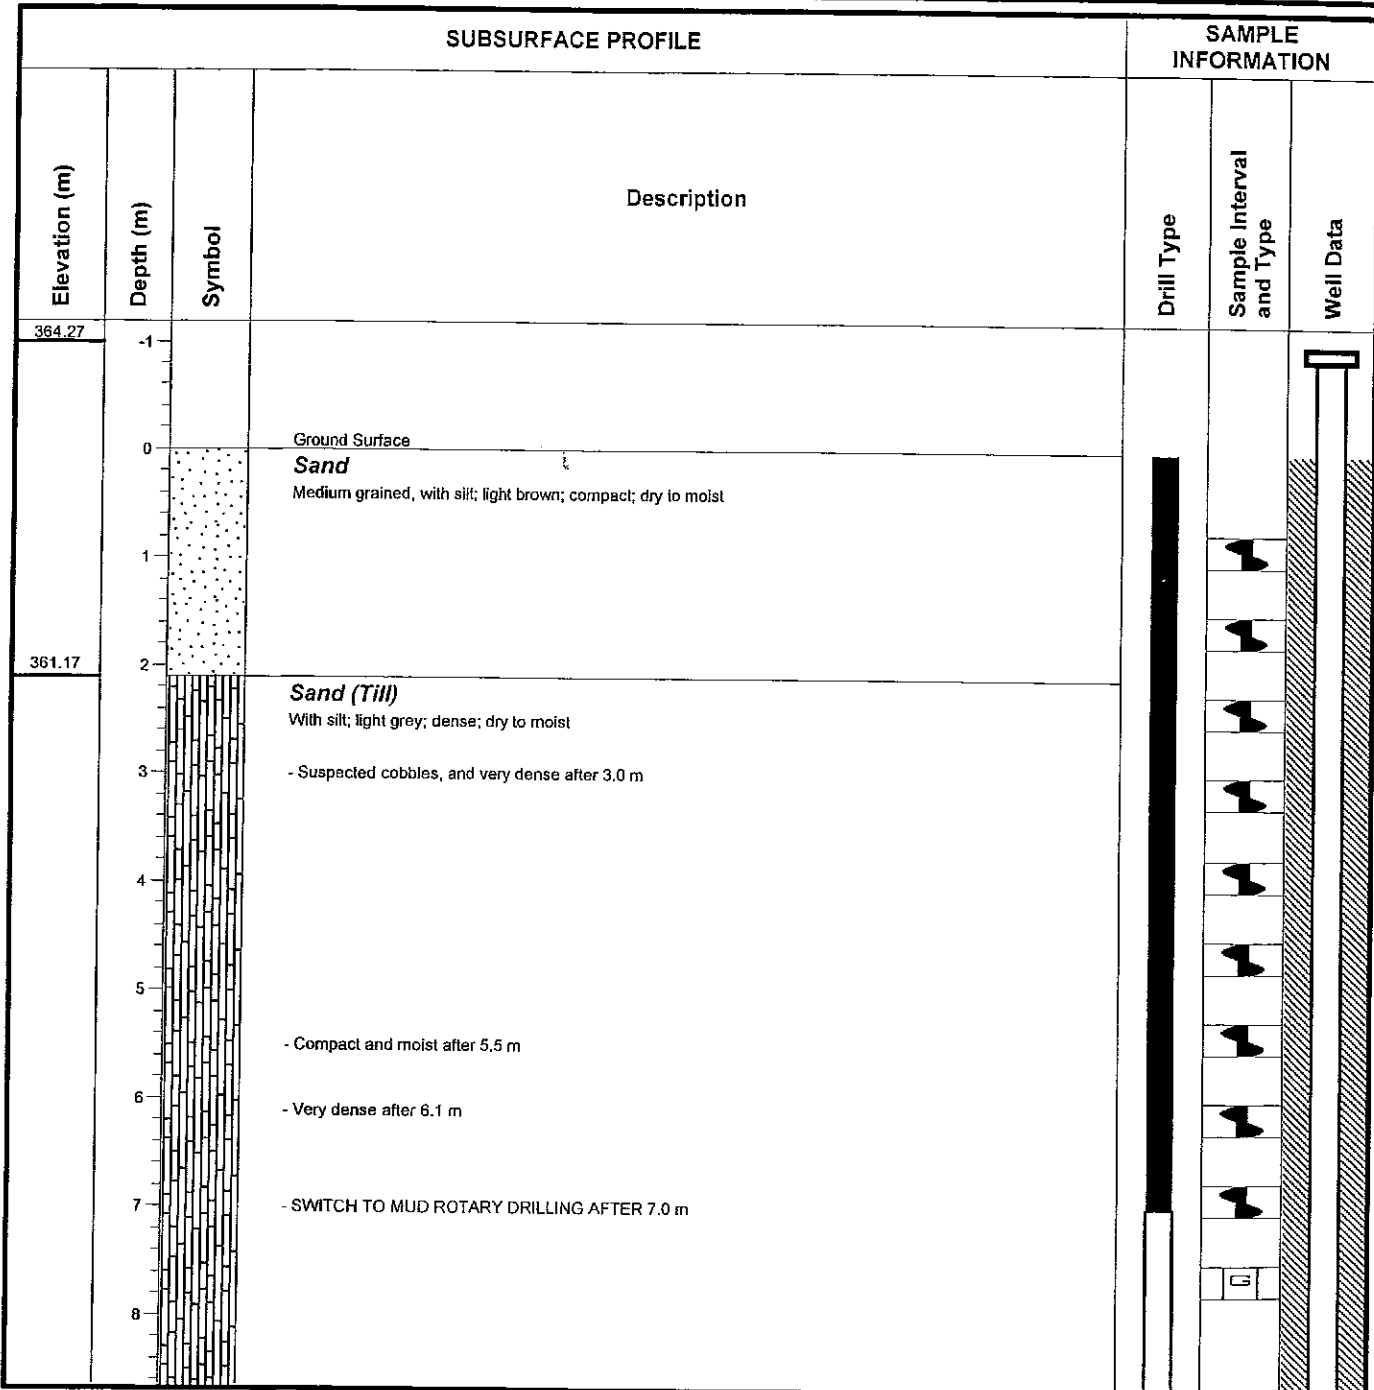 SUBSURFACE PROFILE
SAMPLE
INFORMATION
Elevation (m)
Depth (m)
Symbol
Description
Drill Type
Sample Interval
and Type
Well Data
364.27
-1
Ground Surface
0
Sand
Medium grained, with silt; light brown; compact; dry to moist
1
361.17
2
Sand (Till)
With silt; light grey; dense; dry to moist
3
- Suspected cobbles, and very dense after 3.0 m
4
5
- Compact and moist after 5.5 m
6
- Very dense after 6.1 m
7
- SWITCH TO MUD ROTARY DRILLING AFTER 7.0 m
G
8